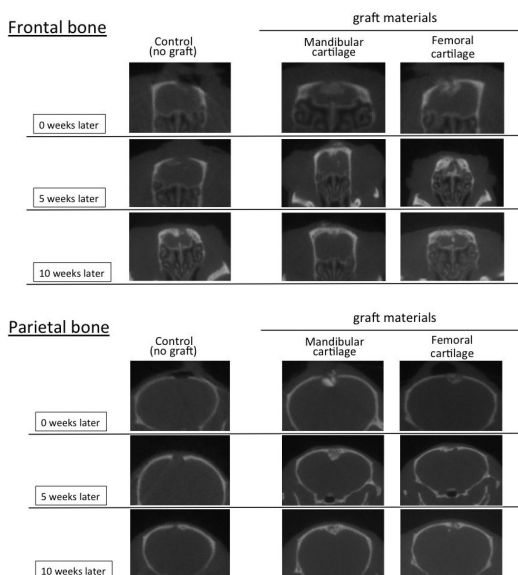 Frontal bone
graft materials
Control
(no graft)
Mandibular
cartilage
Femoral
cartilage
0 weeks later
5 weeks later
10 weeks later
Parietal bone
graft materials
Control
(no graft)
Mandibular
cartilage
Femoral
cartilage
0 weeks later
5 weeks later
10 weeks later